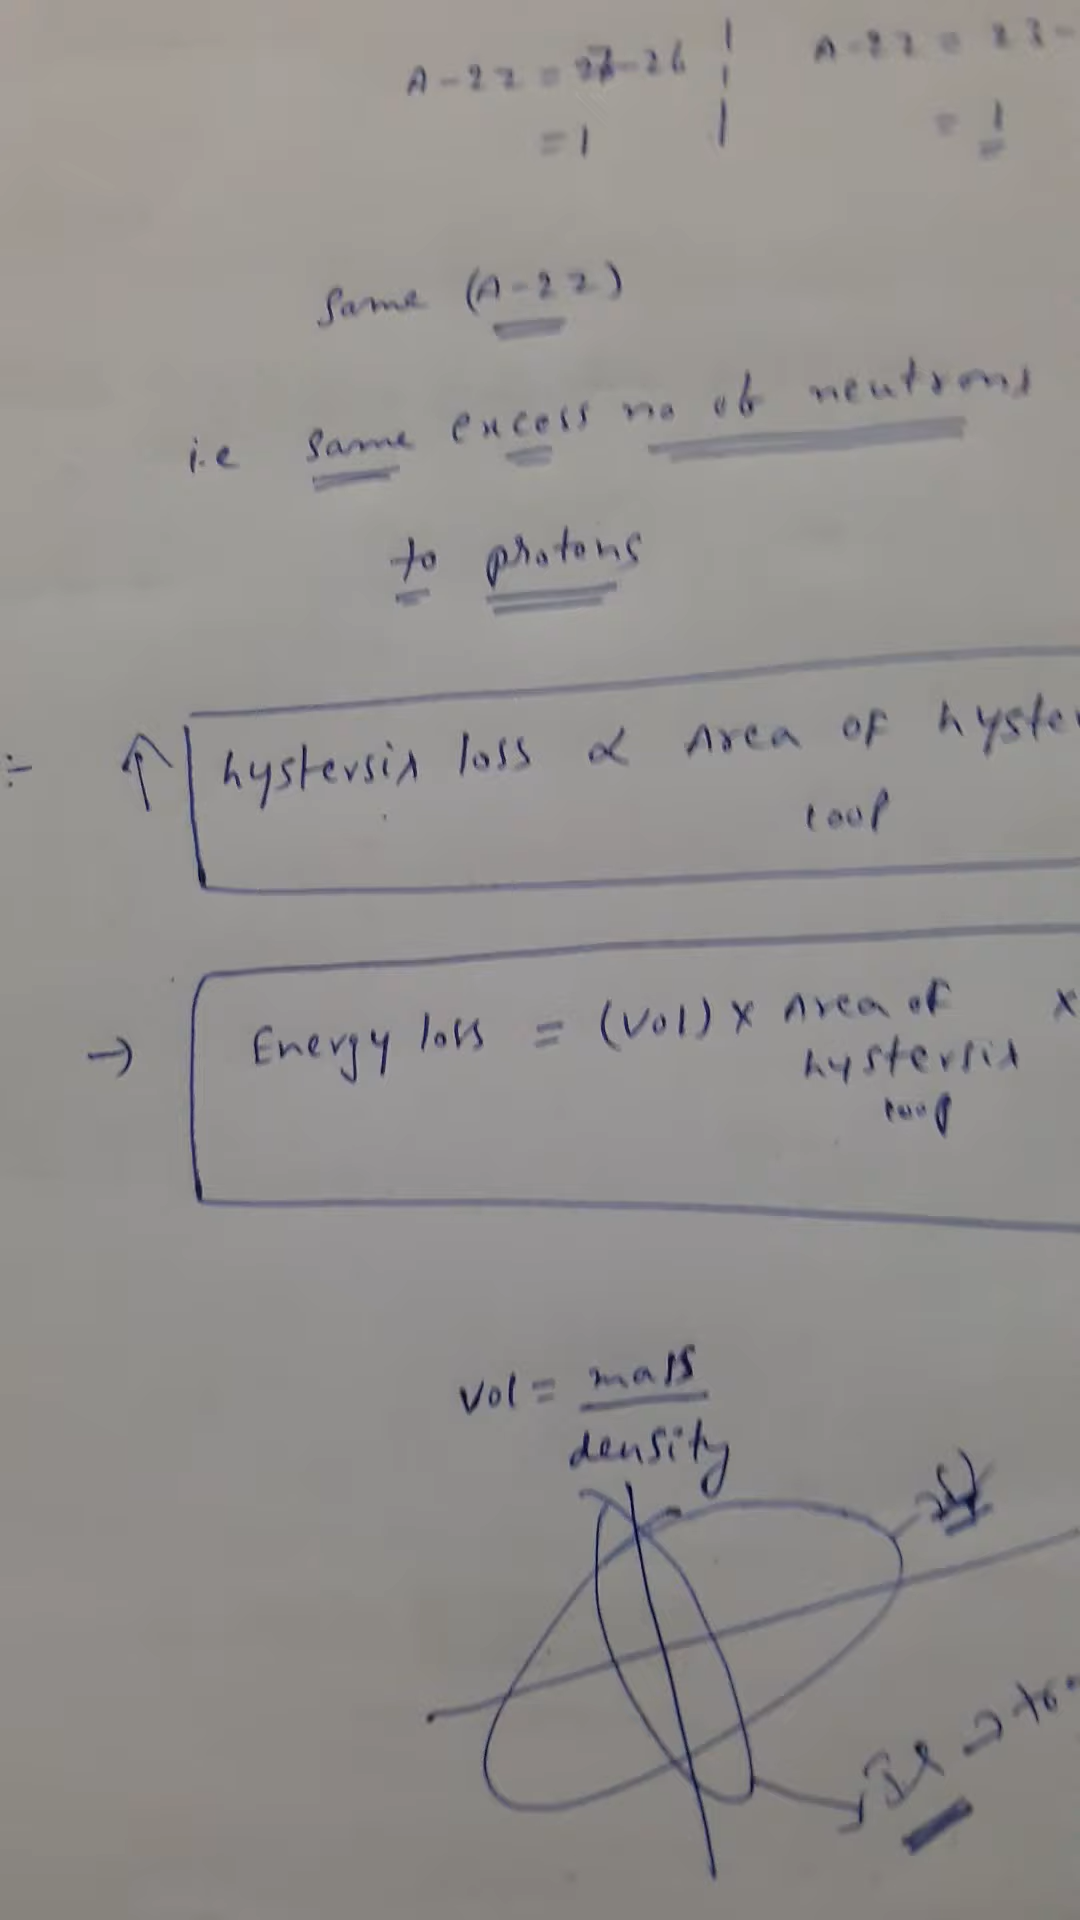 A-2Z = 27-26
A-2Z = 23-
= 1
= 1
same (A-2Z)
i.e same excess no of neutrons
to protons
:-
↑ hystersis loss ∝ Area of hyste
loop
→ Energy loss = (vol) × Area of ×
hystersis
loop
vol = mass
density